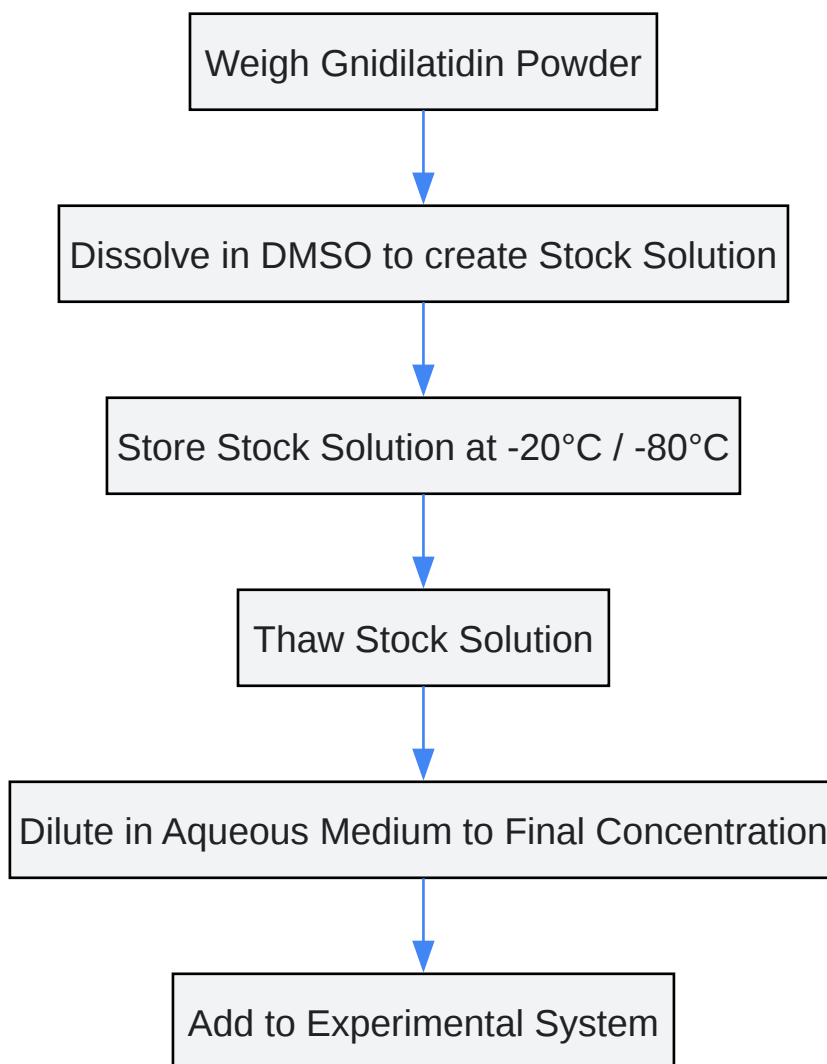 Weigh Gnidilatidin Powder
Dissolve in DMSO to create Stock Solution
Store Stock Solution at -20°C / -80°C
Thaw Stock Solution
Dilute in Aqueous Medium to Final Concentration
Add to Experimental System